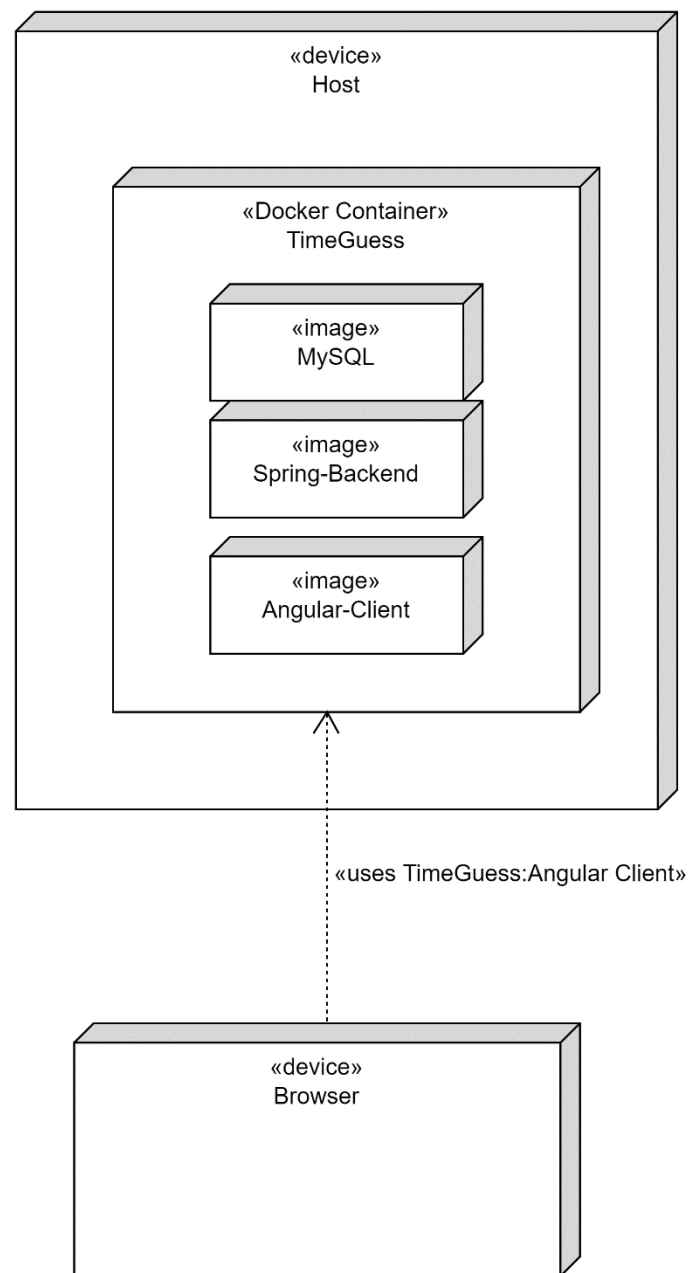 «device»
Host
«Docker Container»
TimeGuess
«image»
MySQL
«image»
Spring-Backend
«image»
Angular-Client
«uses TimeGuess:Angular Client»
«device»
Browser